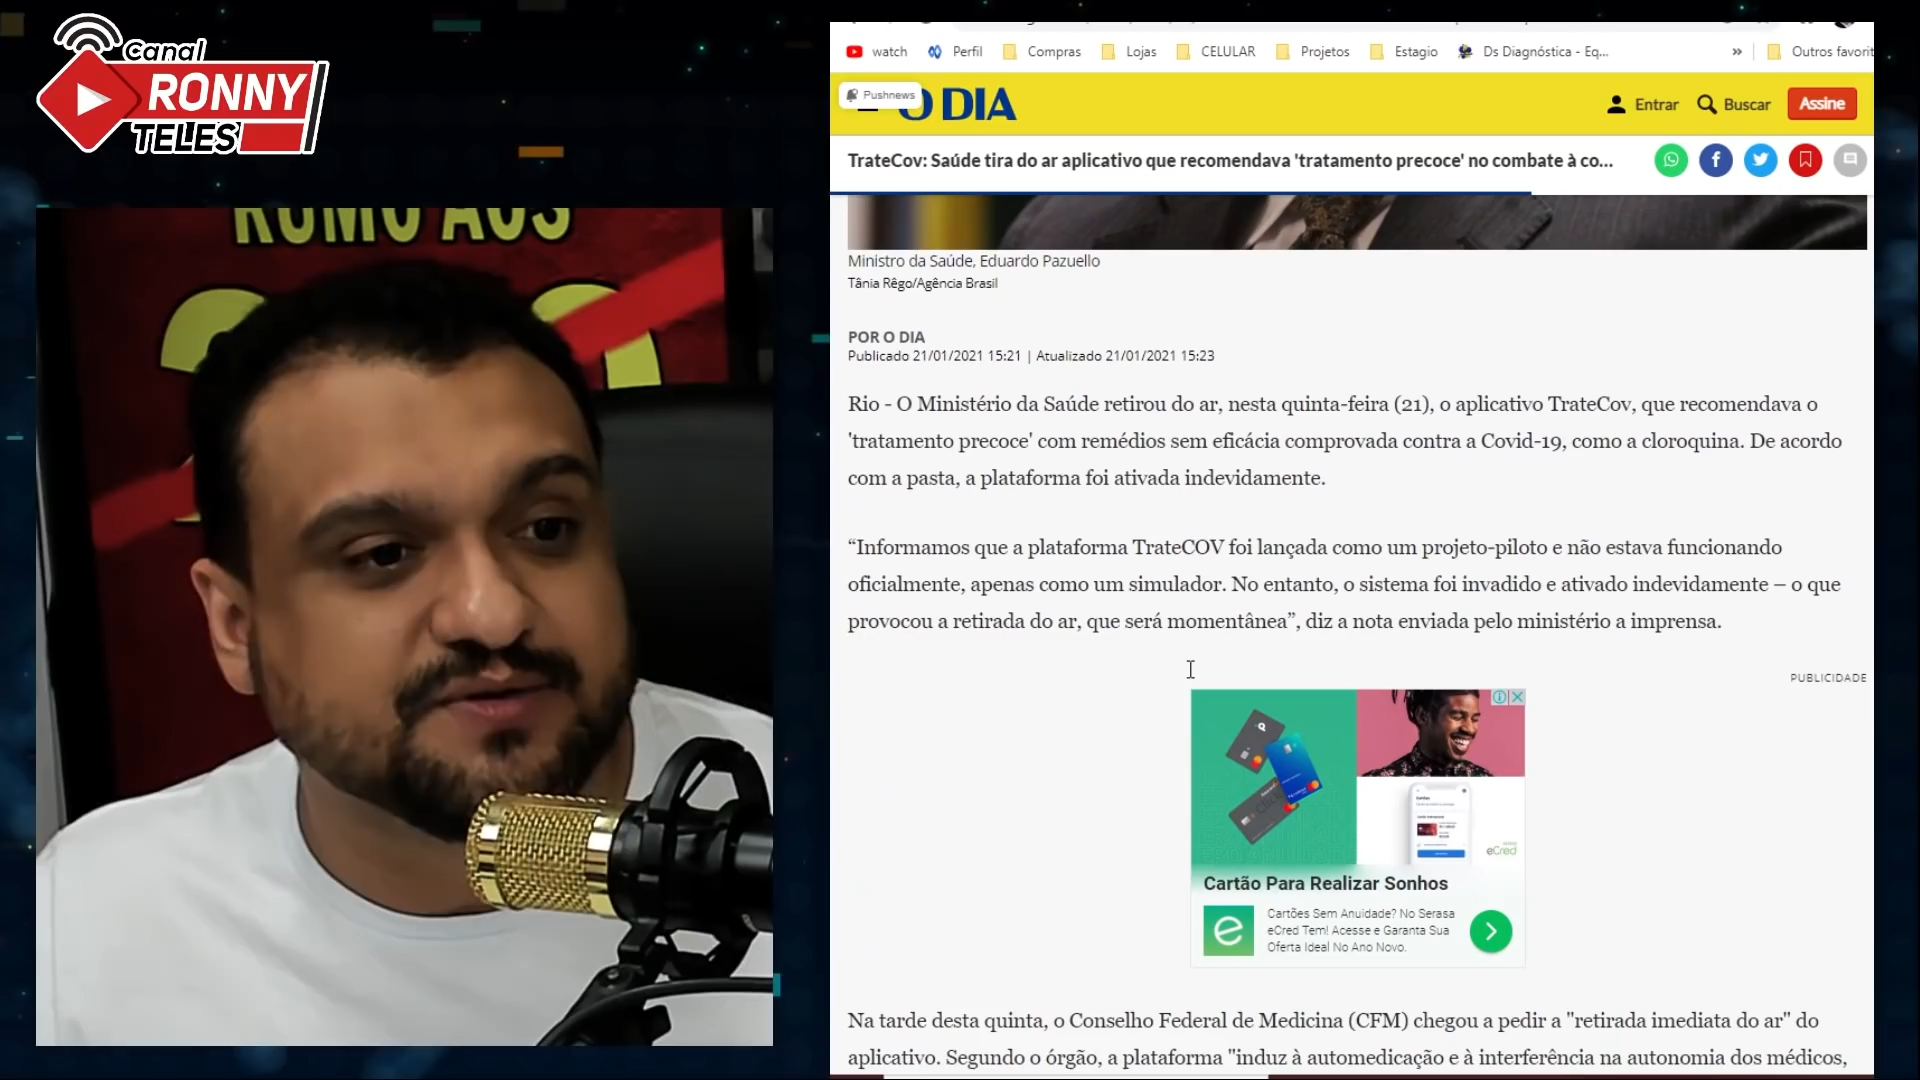 Canal
RONNY
TELES
RUMO AOS
watch
Perfil
Compras
Lojas
CELULAR
Projetos
Estagio
Ds Diagnóstica - Eq...
»
Outros favorit
Pushnews
O DIA
Entrar
Buscar
Assine
TrateCov: Saúde tira do ar aplicativo que recomendava 'tratamento precoce' no combate à co...
Ministro da Saúde, Eduardo Pazuello
Tânia Rêgo/Agência Brasil
POR O DIA
Publicado 21/01/2021 15:21 | Atualizado 21/01/2021 15:23
Rio - O Ministério da Saúde retirou do ar, nesta quinta-feira (21), o aplicativo TrateCov, que recomendava o
'tratamento precoce' com remédios sem eficácia comprovada contra a Covid-19, como a cloroquina. De acordo
com a pasta, a plataforma foi ativada indevidamente.
“Informamos que a plataforma TrateCOV foi lançada como um projeto-piloto e não estava funcionando
oficialmente, apenas como um simulador. No entanto, o sistema foi invadido e ativado indevidamente – o que
provocou a retirada do ar, que será momentânea”, diz a nota enviada pelo ministério a imprensa.
PUBLICIDADE
eCred
Cartão Para Realizar Sonhos
Cartões Sem Anuidade? No Serasa
eCred Tem! Acesse e Garanta Sua
Oferta Ideal No Ano Novo.
Na tarde desta quinta, o Conselho Federal de Medicina (CFM) chegou a pedir a "retirada imediata do ar" do
aplicativo. Segundo o órgão, a plataforma "induz à automedicação e à interferência na autonomia dos médicos,